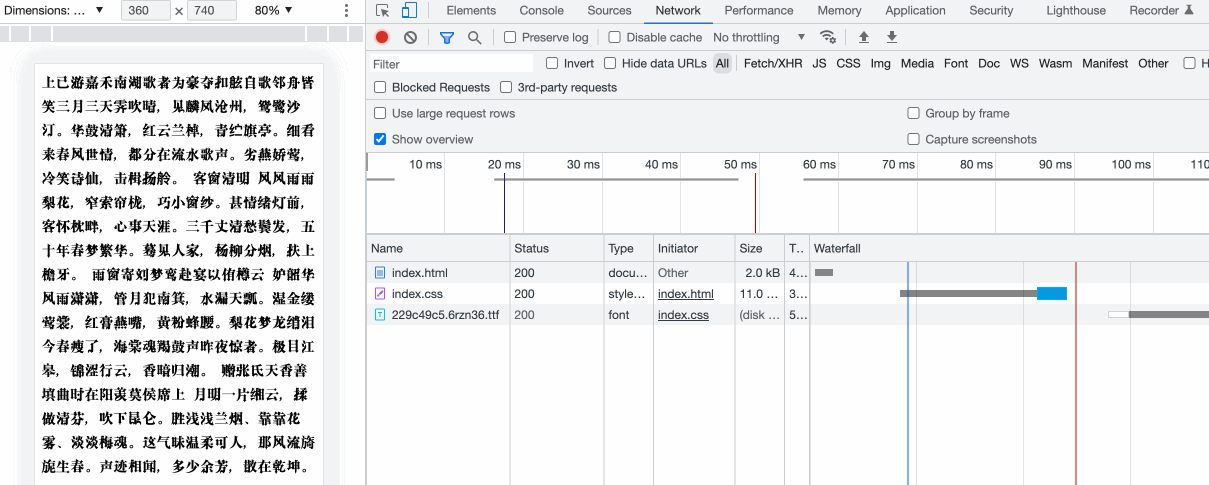 Dimensions: ... ▼ 360 × 740 80% ▼
上巳游嘉禾南湖歌者为豪夺扣舷自歌邻舟皆
笑三月三天霁吹晴，见麟风沧州，鸳鹭沙
汀。华鼓清箫，红云兰棹，青纻旗亭。细看
来春风世情，都分在流水歌声。劣燕娇莺，
冷笑诗仙，击楫扬舲。 客窗清明 风风雨雨
梨花，窄索帘栊，巧小窗纱。甚情绪灯前，
客怀枕畔，心事天涯。三千丈清愁鬓发，五
十年春梦繁华。蓦见人家，杨柳分烟，扶上
檐牙。 雨窗寄刘梦鸾赴宴以侑樽云 妒韶华
风雨潇潇，管月犯南箕，水漏天瓢。湿金缕
莺裳，红膏燕嘴，黄粉蜂腰。梨花梦龙绡泪
今春瘦了，海棠魂羯鼓声昨夜惊者。极目江
皋，锦涩行云，香暗归潮。 赠张氏天香善
填曲时在阳羡莫侯席上 月明一片缃云，揉
做清芬，吹下昆仑。胜浅浅兰烟、靠靠花
雾、淡淡梅魂。这气味温柔可人，那风流旖
旎生春。声迹相闻，多少余芳，散在乾坤。
Elements Console Sources Network Performance Memory Application Security Lighthouse Recorder
Preserve log Disable cache No throttling ▼
Filter Invert Hide data URLs All Fetch/XHR JS CSS Img Media Font Doc WS Wasm Manifest Other H
Blocked Requests 3rd-party requests
Use large request rows Group by frame
Show overview Capture screenshots
10 ms 20 ms 30 ms 40 ms 50 ms 60 ms 70 ms 80 ms 90 ms 100 ms 110
Name Status Type Initiator Size T.. Waterfall
index.html 200 docu... Other 2.0 kB 4...
index.css 200 style... index.html 11.0 ... 3...
229c49c5.6rzn36.ttf 200 font index.css (disk ... 5...